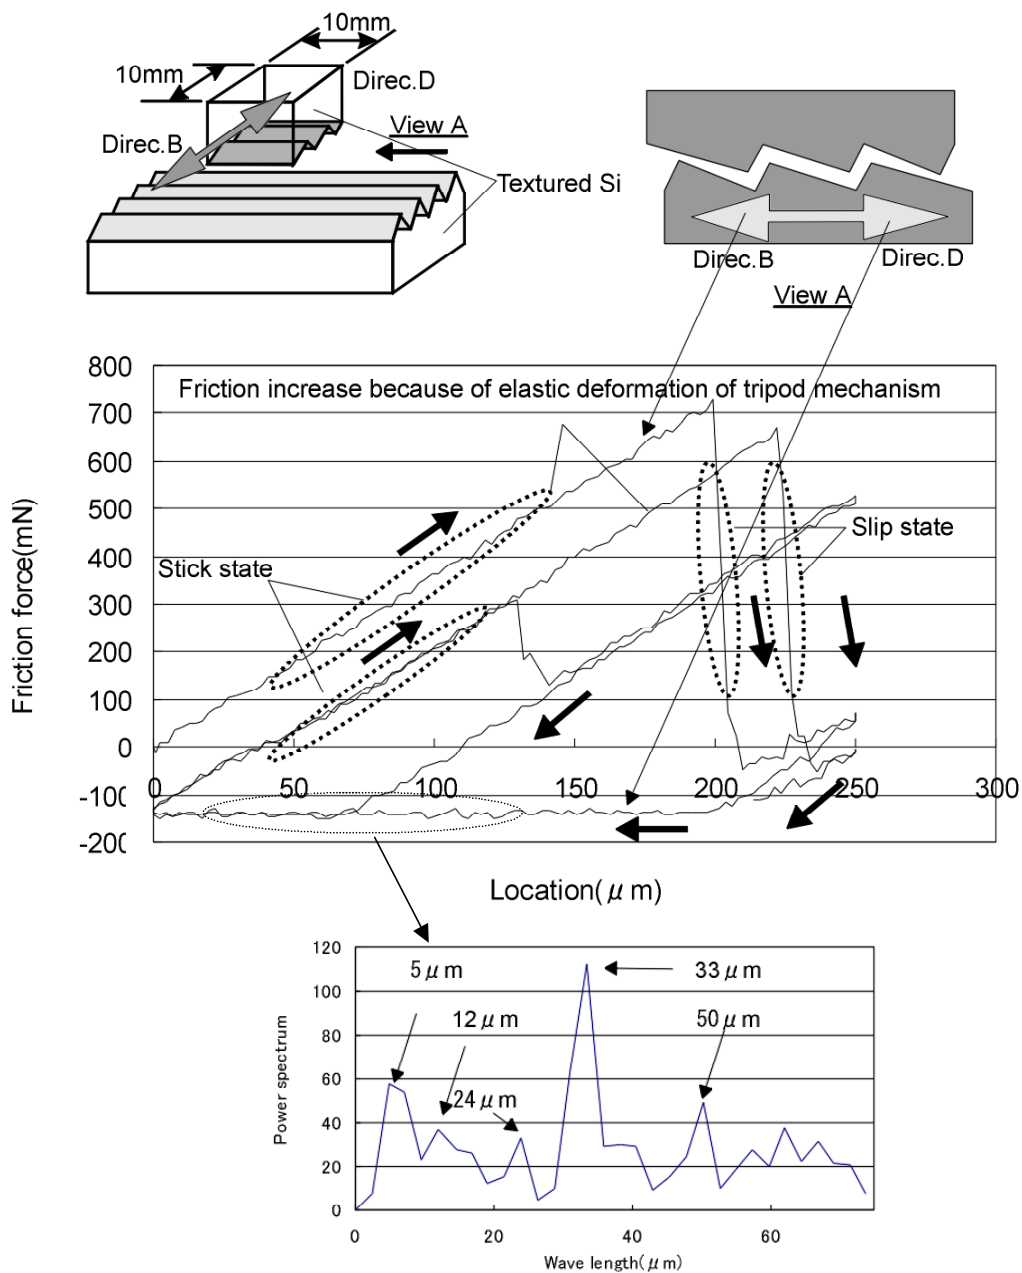 10mm
10mm
Direc.D
View A
Direc.B
Textured Si
Direc.B
Direc.D
View A
Friction increase because of elastic deformation of tripod mechanism
800
700
600
500
400
300
200
100
0
-100
-200
Friction force(mN)
Stick state
Slip state
0 50 100 150 200 250 300
Location(μm)
120
100
80
60
40
20
0
Power spectrum
5μm
33μm
12μm
50μm
24μm
0 20 40 60
Wave length(μm)